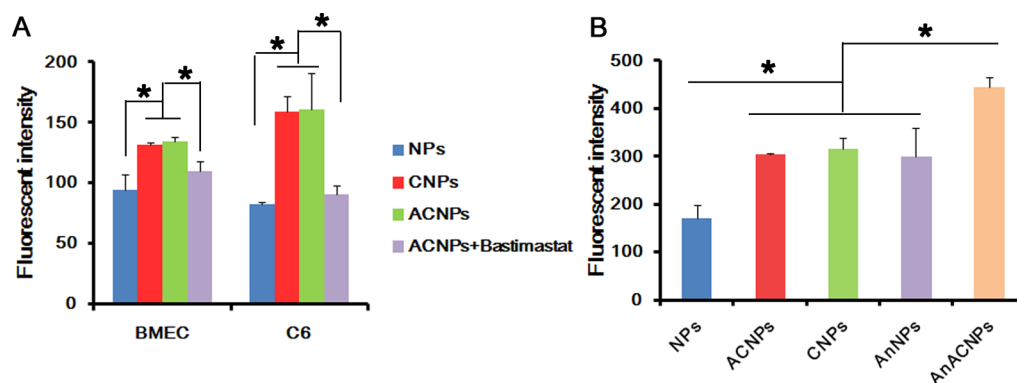 A
Fluorescent intensity
200
150
100
50
0
*
*
*
*
BMEC
C6
NPs
CNPs
ACNPs
ACNPs+Bastimastat
B
Fluorescent intensity
500
400
300
200
100
0
*
*
NPs
ACNPs
CNPs
AnNPs
AnACNPs